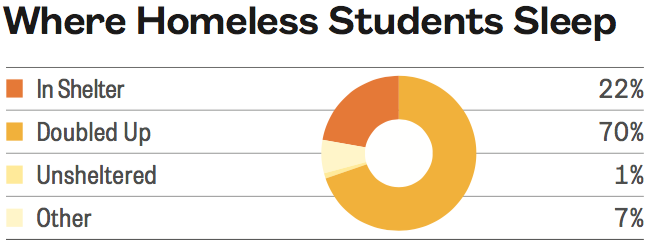 Where Homeless Students Sleep
In Shelter 22%
Doubled Up 70%
Unsheltered 1%
Other 7%